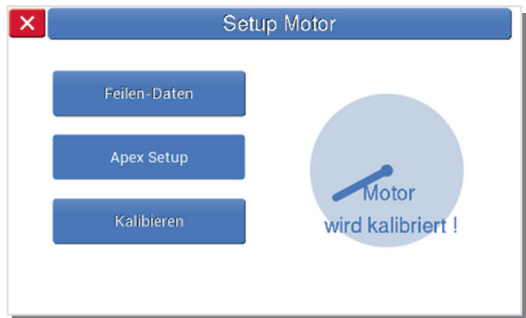 Setup Motor
Feilen-Daten
Apex Setup
Kalibieren
Motor
wird kalibriert !